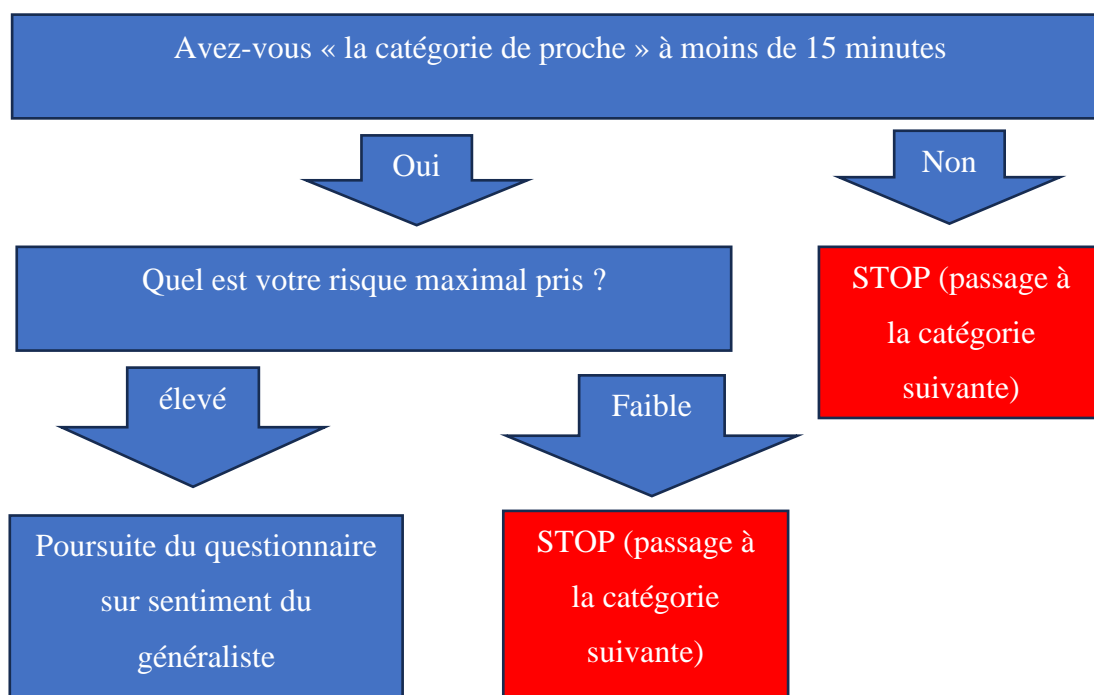 Avez-vous « la catégorie de proche » à moins de 15 minutes
Oui
Non
Quel est votre risque maximal pris ?
STOP (passage à
la catégorie
suivante)
élevé
Faible
Poursuite du questionnaire
sur sentiment du
généraliste
STOP (passage à
la catégorie
suivante)